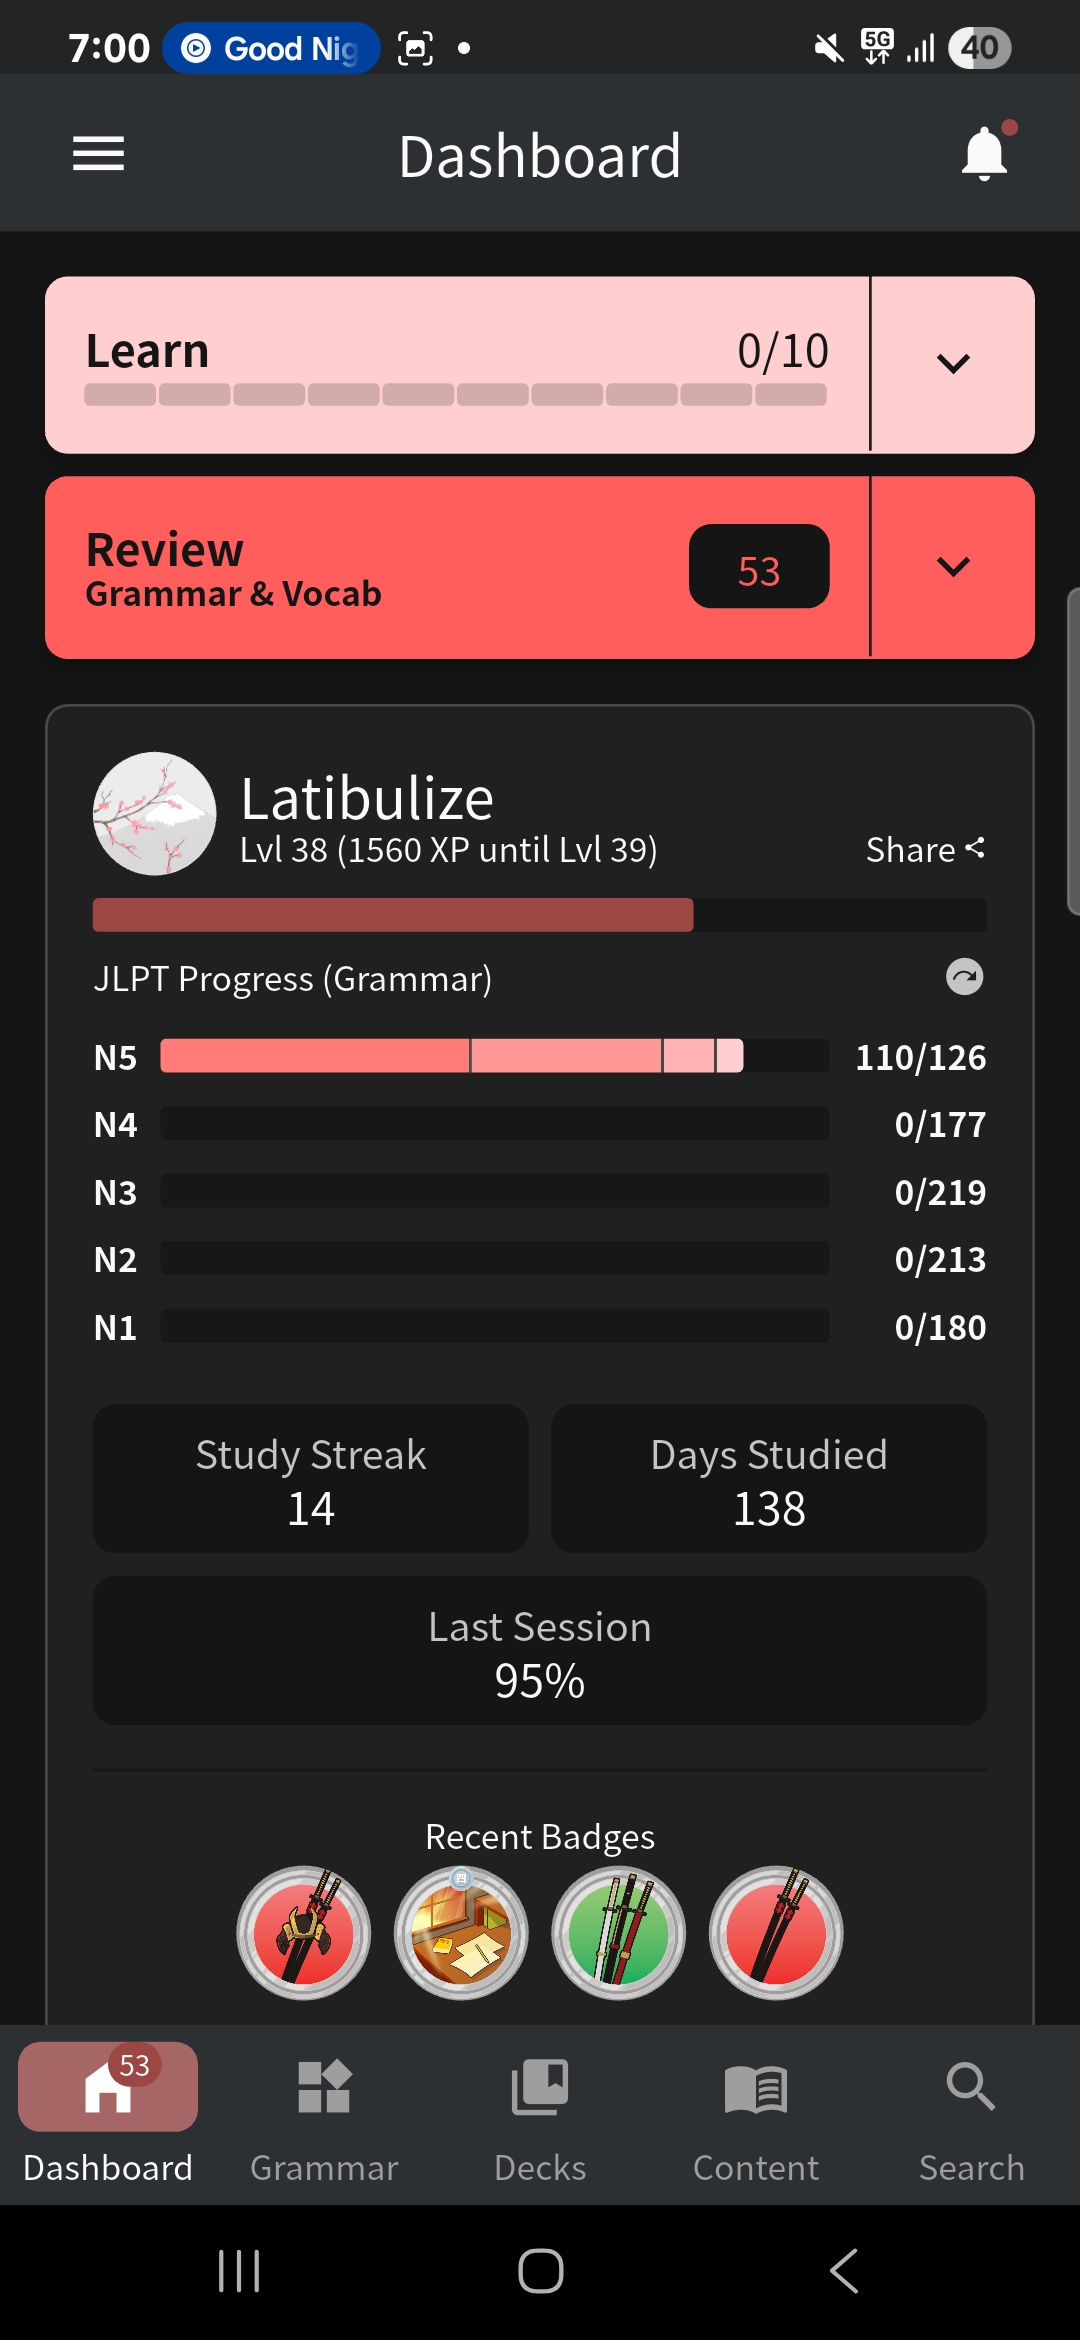 7:00 Good Nig 5G 40
Dashboard
Learn 0/10
Review
Grammar & Vocab
53
Latibulize
Lvl 38 (1560 XP until Lvl 39) Share
JLPT Progress (Grammar)
N5 110/126
N4 0/177
N3 0/219
N2 0/213
N1 0/180
Study Streak
14
Days Studied
138
Last Session
95%
Recent Badges
四
53
Dashboard Grammar Decks Content Search